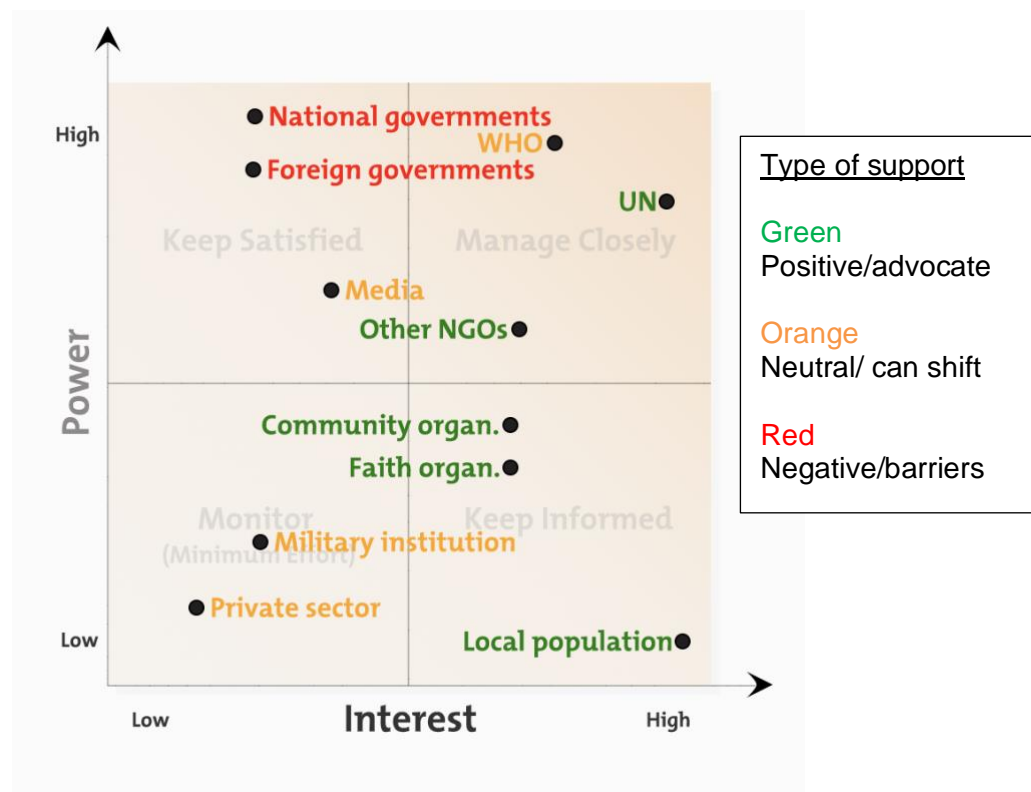 High
National governments
WHO
Foreign governments
UN
Keep Satisfied
Manage Closely
Media
Other NGOs
Power
Community organ.
Faith organ.
Monitor
Keep Informed
Military institution
(Minimum Effort)
Private sector
Local population
Low
Low
Interest
High
Type of support
Green
Positive/advocate
Orange
Neutral/ can shift
Red
Negative/barriers